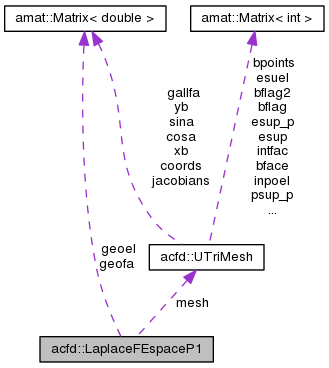 amat::Matrix< double >
amat::Matrix< int >
gallfa
yb
sina
cosa
xb
coords
jacobians
bpoints
esuel
bflag2
bflag
esup_p
esup
intfac
bface
inpoel
psup_p
...
geoel
geofa
acfd::UTriMesh
mesh
acfd::LaplaceFEspaceP1